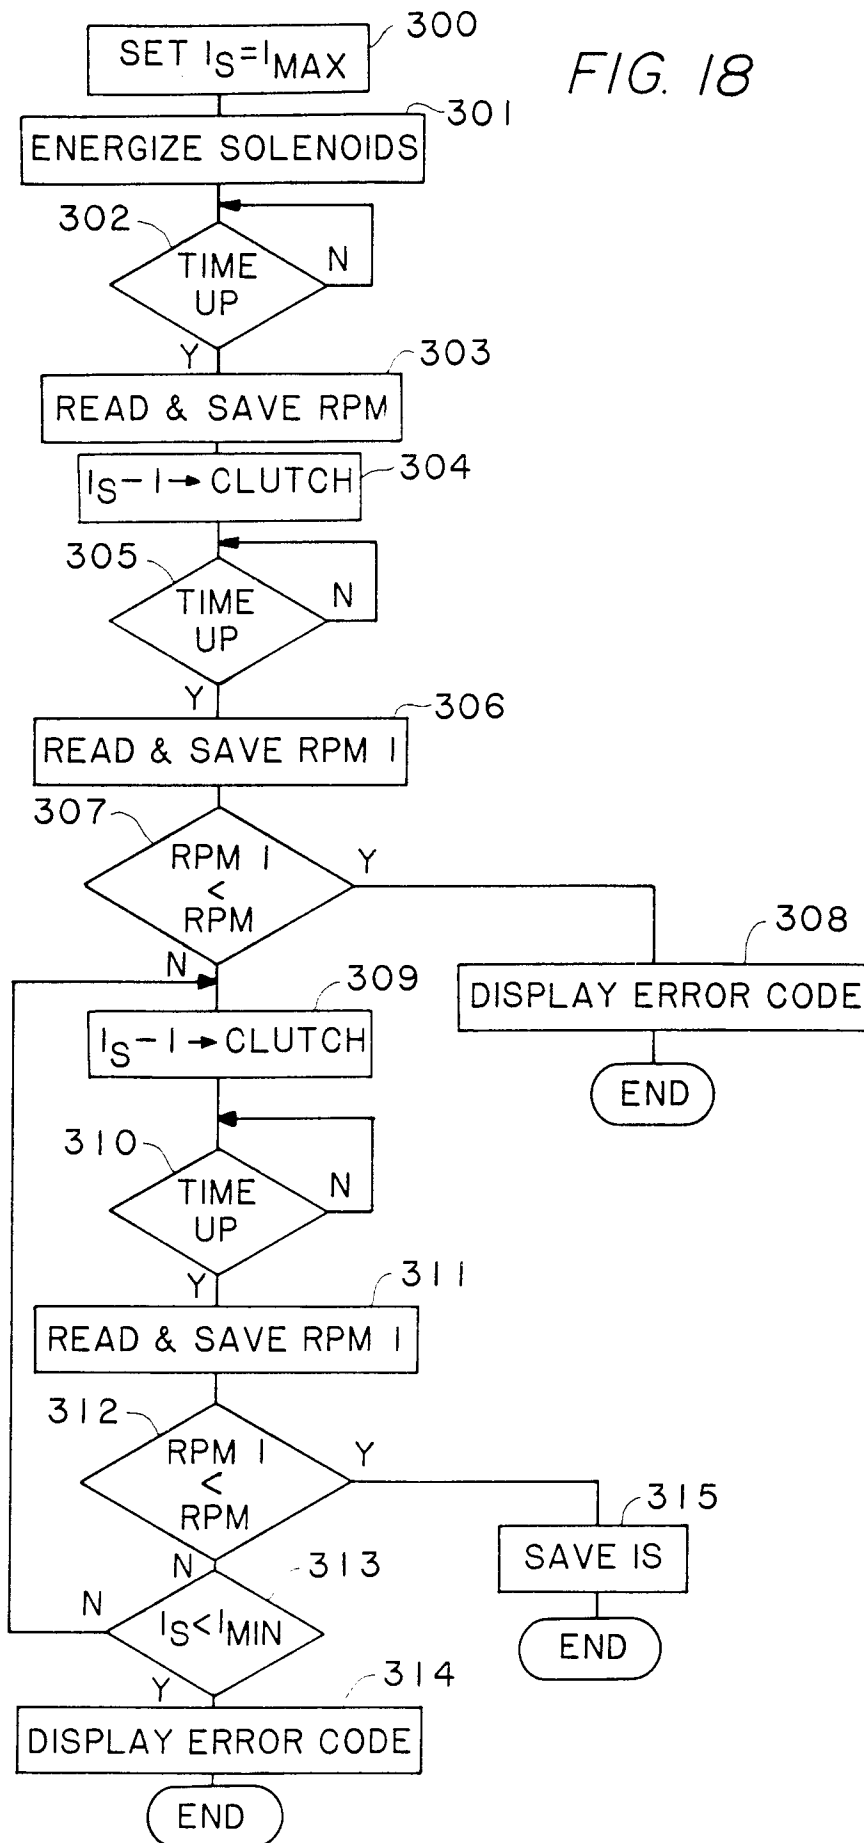 300
SET IS=IMAX
FIG. 18
301
ENERGIZE SOLENOIDS
302
TIME
UP
N
Y
303
READ & SAVE RPM
304
IS-1→CLUTCH
305
TIME
UP
N
Y
306
READ & SAVE RPM 1
307
RPM 1
<
RPM
Y
N
308
DISPLAY ERROR CODE
END
309
IS-1→CLUTCH
310
TIME
UP
N
Y
311
READ & SAVE RPM 1
312
RPM 1
<
RPM
Y
N
315
SAVE IS
END
313
IS<IMIN
N
Y
314
DISPLAY ERROR CODE
END